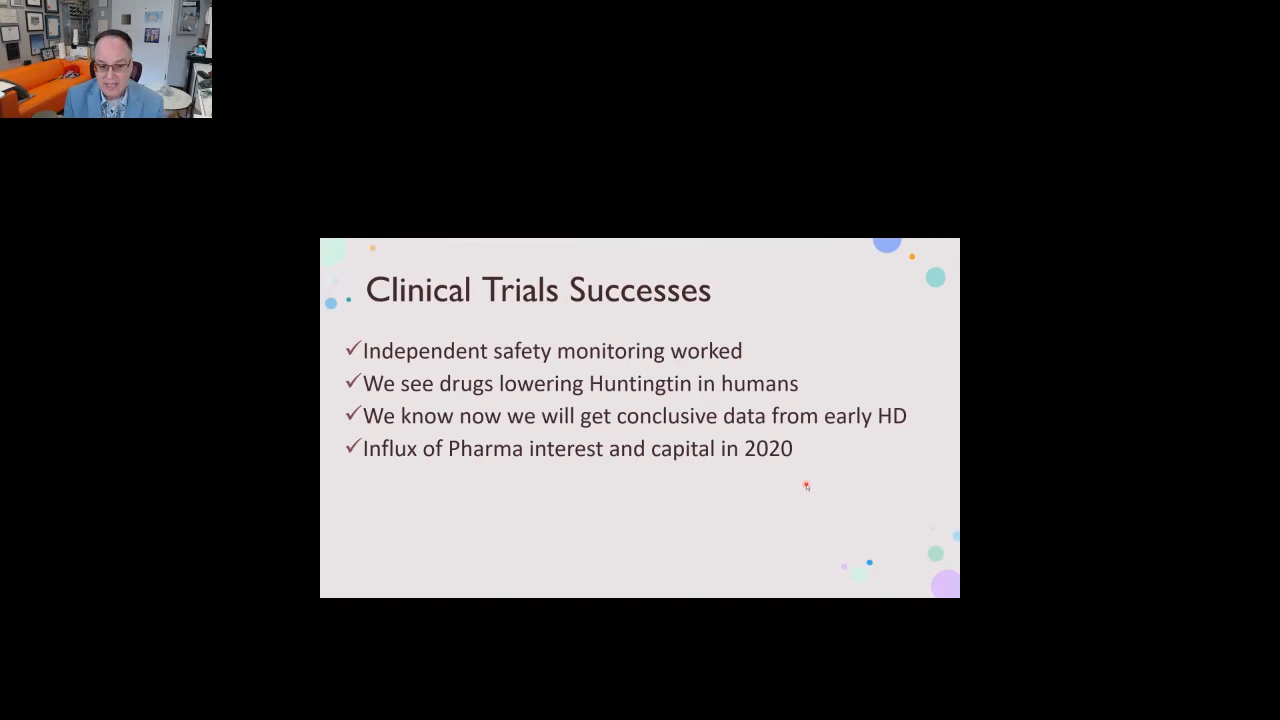 Clinical Trials Successes
✓Independent safety monitoring worked
✓We see drugs lowering Huntingtin in humans
✓We know now we will get conclusive data from early HD
✓Influx of Pharma interest and capital in 2020